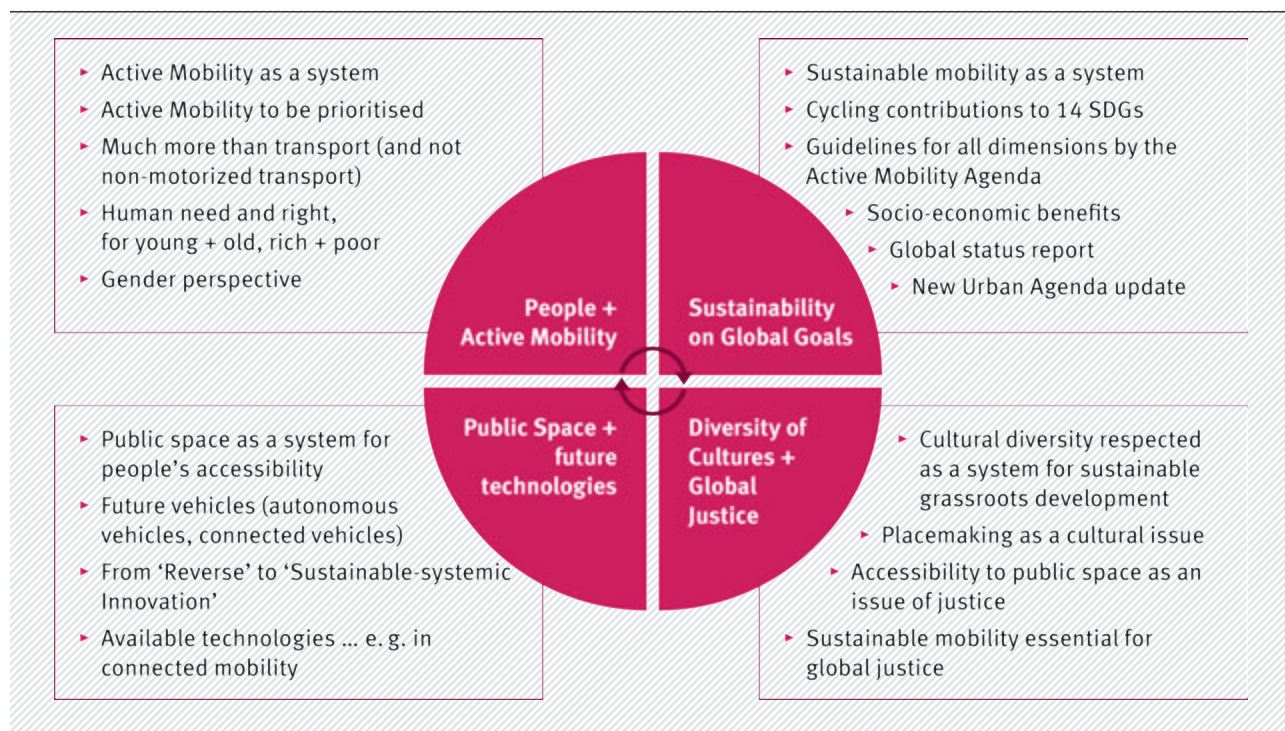 ▸ Active Mobility as a system
▸ Active Mobility to be prioritised
▸ Much more than transport (and not
non-motorized transport)
▸ Human need and right,
for young + old, rich + poor
▸ Gender perspective
▸ Sustainable mobility as a system
▸ Cycling contributions to 14 SDGs
▸ Guidelines for all dimensions by the
Active Mobility Agenda
▸ Socio-economic benefits
▸ Global status report
▸ New Urban Agenda update
People +
Active Mobility
Sustainability
on Global Goals
Public Space +
future
technologies
Diversity of
Cultures +
Global
Justice
▸ Public space as a system for
people’s accessibility
▸ Future vehicles (autonomous
vehicles, connected vehicles)
▸ From ‘Reverse’ to ‘Sustainable-systemic
Innovation’
▸ Available technologies ... e. g. in
connected mobility
▸ Cultural diversity respected
as a system for sustainable
grassroots development
▸ Placemaking as a cultural issue
▸ Accessibility to public space as an
issue of justice
▸ Sustainable mobility essential for
global justice